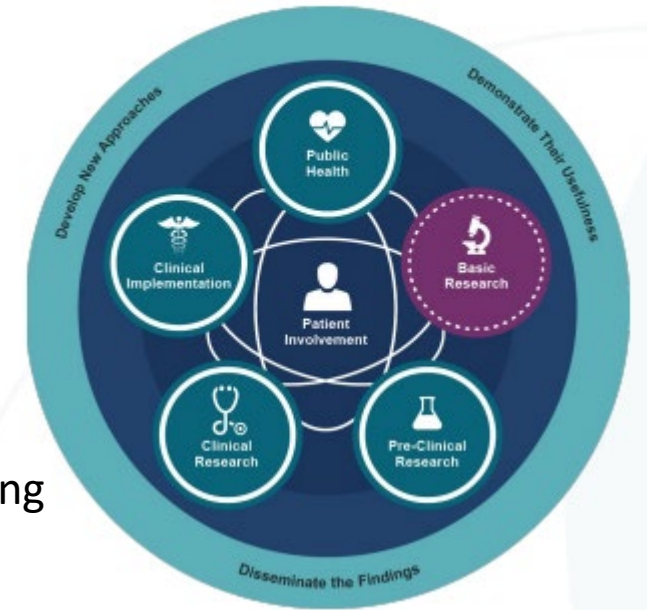 Develop New Approaches
Demonstrate Their Usefulness
Public
Health
Clinical
Implementation
Basic
Research
Patient
Involvement
Clinical
Research
Pre-Clinical
Research
ng
Disseminate the Findings